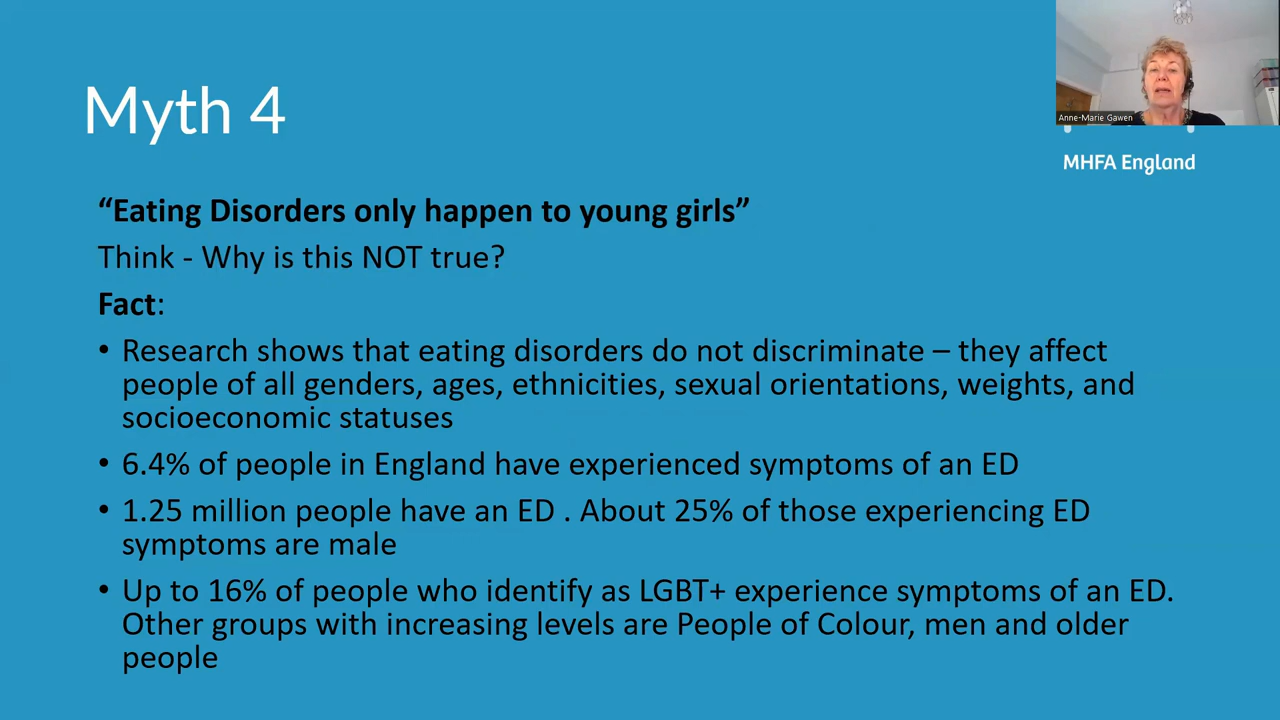 Myth 4
Anne-Marie Gawen
MHFA England
“Eating Disorders only happen to young girls”
Think - Why is this NOT true?
Fact:
• Research shows that eating disorders do not discriminate – they affect
people of all genders, ages, ethnicities, sexual orientations, weights, and
socioeconomic statuses
• 6.4% of people in England have experienced symptoms of an ED
• 1.25 million people have an ED . About 25% of those experiencing ED
symptoms are male
• Up to 16% of people who identify as LGBT+ experience symptoms of an ED.
Other groups with increasing levels are People of Colour, men and older
people